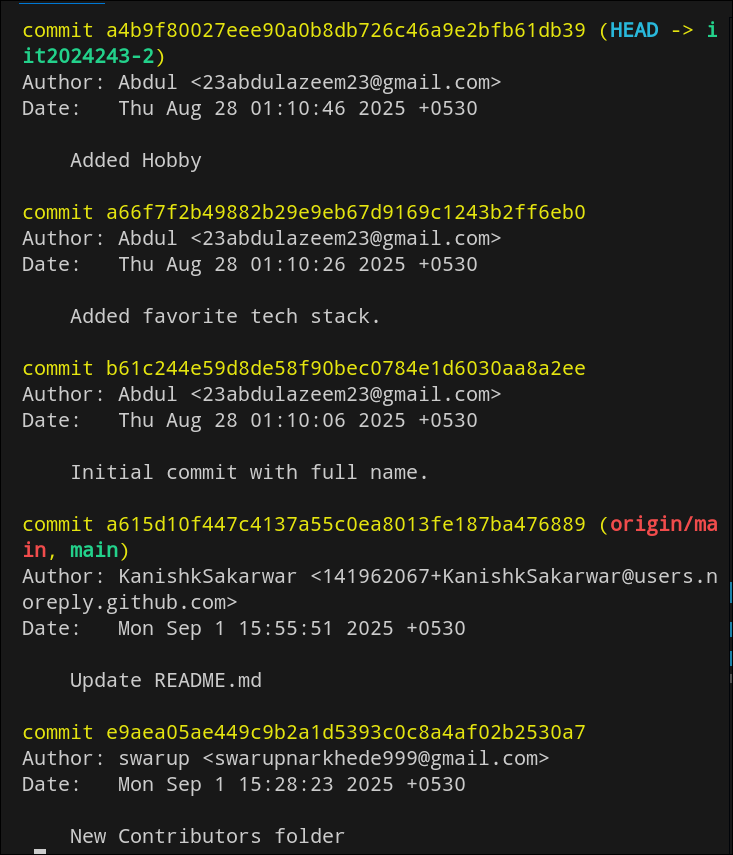 commit a4b9f80027eee90a0b8db726c46a9e2bfb61db39 (HEAD -> i
it2024243-2)
Author: Abdul <23abdulazeem23@gmail.com>
Date:   Thu Aug 28 01:10:46 2025 +0530
    Added Hobby
commit a66f7f2b49882b29e9eb67d9169c1243b2ff6eb0
Author: Abdul <23abdulazeem23@gmail.com>
Date:   Thu Aug 28 01:10:26 2025 +0530
    Added favorite tech stack.
commit b61c244e59d8de58f90bec0784e1d6030aa8a2ee
Author: Abdul <23abdulazeem23@gmail.com>
Date:   Thu Aug 28 01:10:06 2025 +0530
    Initial commit with full name.
commit a615d10f447c4137a55c0ea8013fe187ba476889 (origin/ma
in, main)
Author: KanishkSakarwar <141962067+KanishkSakarwar@users.n
oreply.github.com>
Date:   Mon Sep 1 15:55:51 2025 +0530
    Update README.md
commit e9aea05ae449c9b2a1d5393c0c8a4af02b2530a7
Author: swarup <swarupnarkhede999@gmail.com>
Date:   Mon Sep 1 15:28:23 2025 +0530
    New Contributors folder